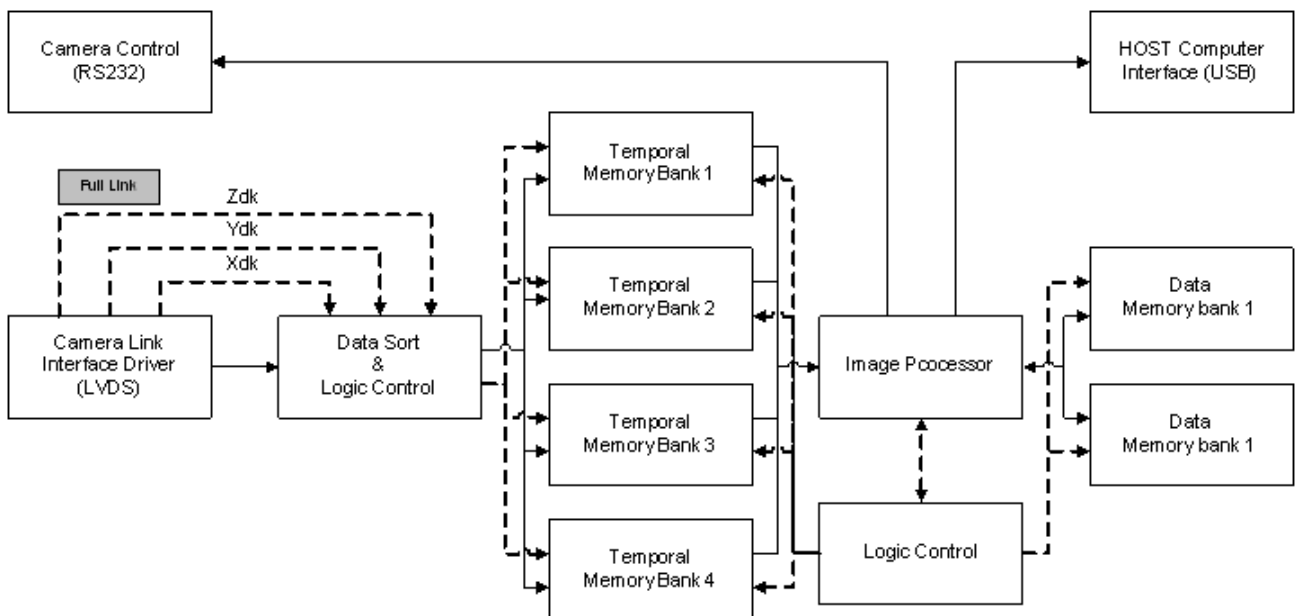 Camera Control
(RS232)
HOST Computer
Interface (USB)
Full Link
Zdk
Ydk
Xdk
Camera Link
Interface Driver
(LVDS)
Data Sort
&
Logic Control
Temporal
Memory Bank 1
Temporal
Memory Bank 2
Temporal
Memory Bank 3
Temporal
Memory Bank 4
Image Pcocessor
Logic Control
Data
Memory bank 1
Data
Memory bank 1